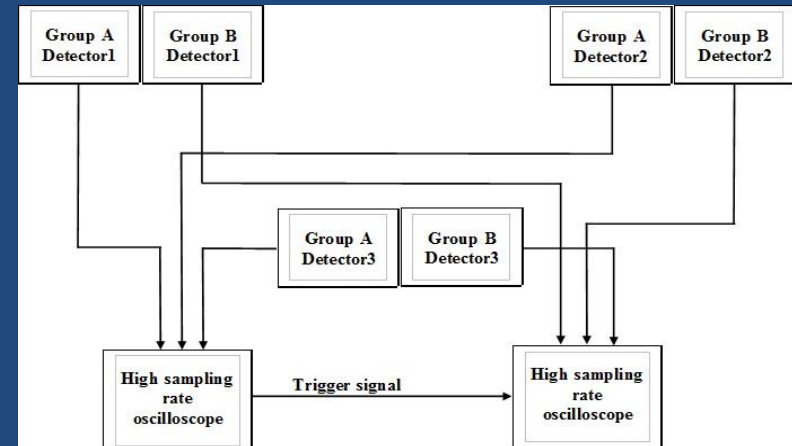 Group A
Detector1
Group B
Detector1
Group A
Detector2
Group B
Detector2
Group A
Detector3
Group B
Detector3
High sampling
rate
oscilloscope
Trigger signal
High sampling
rate
oscilloscope